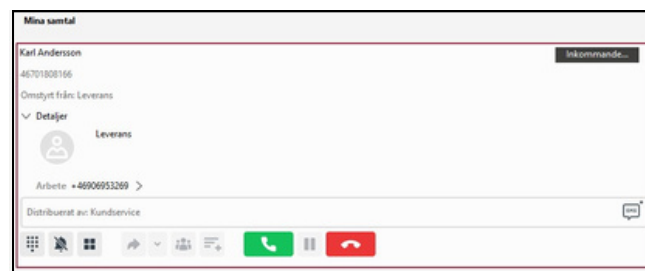 Mina samtal
Karl Andersson
Inkommande...
46701808166
Omstyrt från: Leverans
Detaljer
Leverans
Arbete +46906953269
Distribuerat av: Kundservice